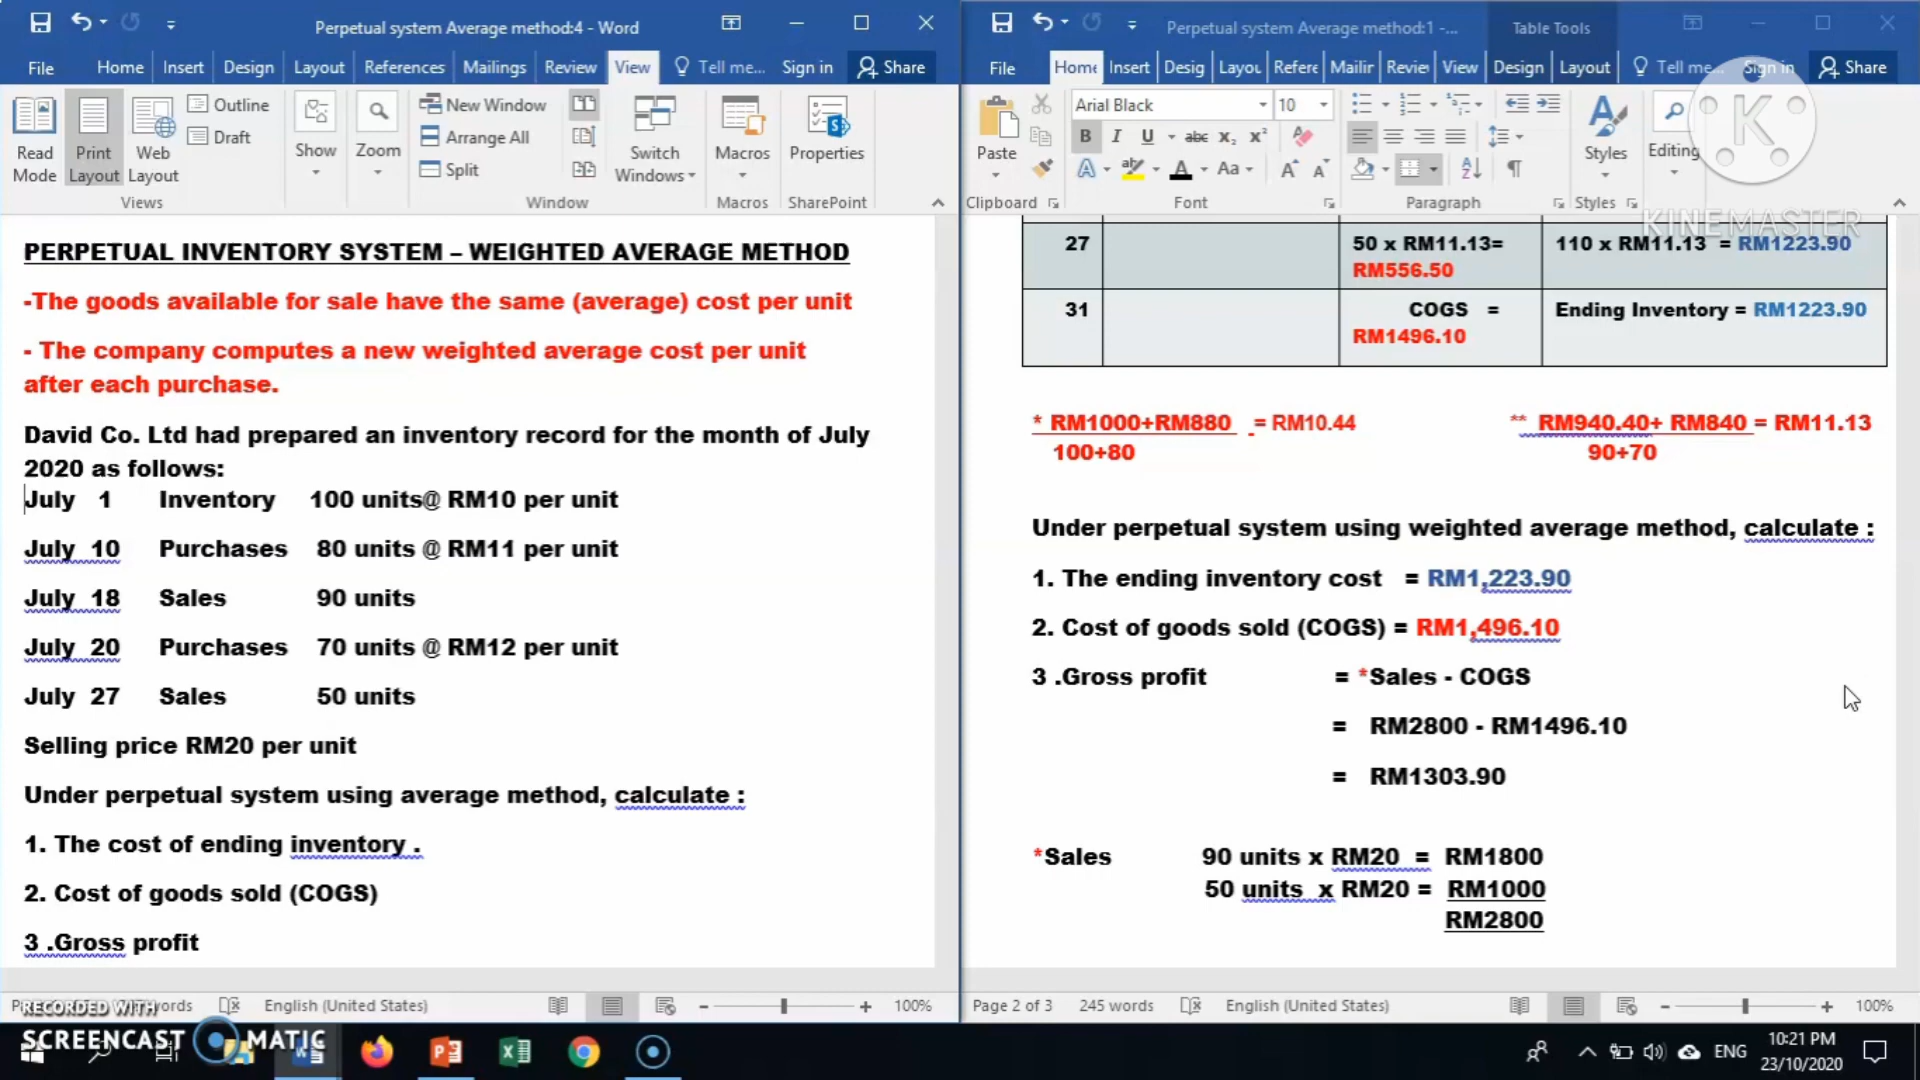 Perpetual system Average method:4 - Word
File Home Insert Design Layout References Mailings Review View Tell me... Sign in Share
Read Mode
Print Layout
Web Layout
Outline
Draft
Views
Show
Zoom
New Window
Arrange All
Split
Switch Windows
Window
Macros
Macros
Properties
SharePoint
PERPETUAL INVENTORY SYSTEM – WEIGHTED AVERAGE METHOD
-The goods available for sale have the same (average) cost per unit
- The company computes a new weighted average cost per unit
after each purchase.
David Co. Ltd had prepared an inventory record for the month of July
2020 as follows:
July 1 Inventory 100 units@ RM10 per unit
July 10 Purchases 80 units @ RM11 per unit
July 18 Sales 90 units
July 20 Purchases 70 units @ RM12 per unit
July 27 Sales 50 units
Selling price RM20 per unit
Under perpetual system using average method, calculate :
1. The cost of ending inventory .
2. Cost of goods sold (COGS)
3 .Gross profit
English (United States) 100%
Perpetual system Average method:1 -... Table Tools
File Home Insert Desig Layou Refere Mailin Review View Design Layout Tell me... Sign in Share
Paste
Clipboard
Arial Black 10
B I U abc x₂ x²
A A Aa A A
Font
Paragraph
Styles
Styles
Editing
K
KINEMASTER
27 50 x RM11.13= 110 x RM11.13 = RM1223.90
RM556.50
31 COGS = Ending Inventory = RM1223.90
RM1496.10
* RM1000+RM880 = RM10.44 ** RM940.40+ RM840 = RM11.13
100+80 90+70
Under perpetual system using weighted average method, calculate :
1. The ending inventory cost = RM1,223.90
2. Cost of goods sold (COGS) = RM1,496.10
3 .Gross profit = *Sales - COGS
= RM2800 - RM1496.10
= RM1303.90
*Sales 90 units x RM20 = RM1800
50 units x RM20 = RM1000
RM2800
Page 2 of 3 245 words English (United States) 100%
RECORDED WITH
SCREENCAST MATIC
ENG
10:21 PM
23/10/2020